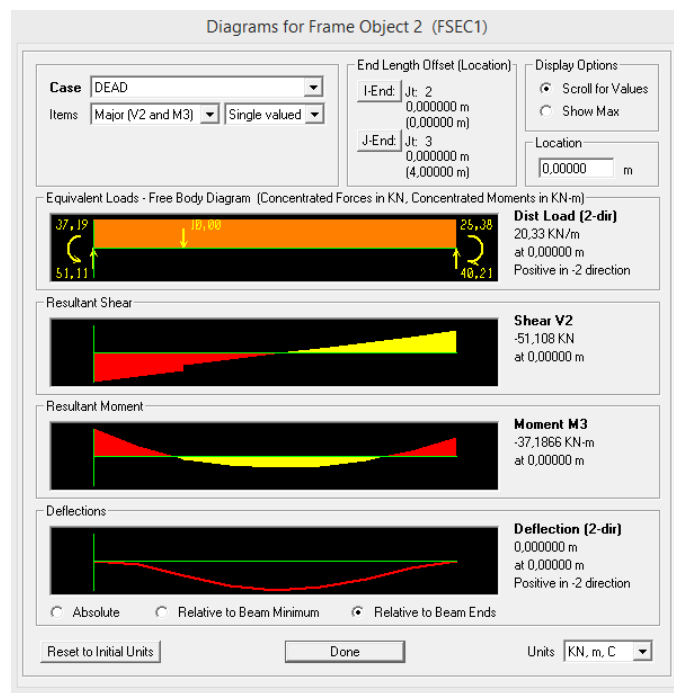 Diagrams for Frame Object 2 (FSEC1)
Case DEAD
Items Major (V2 and M3) Single valued
End Length Offset (Location)
I-End: Jt: 2
0,000000 m
(0,00000 m)
J-End: Jt: 3
0,000000 m
(4,00000 m)
Display Options
Scroll for Values
Show Max
Location
0,00000 m
Equivalent Loads - Free Body Diagram (Concentrated Forces in KN, Concentrated Moments in KN-m)
37,19 10,00 25,38
51,11 40,21
Dist Load (2-dir)
20,33 KN/m
at 0,00000 m
Positive in -2 direction
Resultant Shear
Shear V2
-51,108 KN
at 0,00000 m
Resultant Moment
Moment M3
-37,1866 KN-m
at 0,00000 m
Deflections
Deflection (2-dir)
0,000000 m
at 0,00000 m
Positive in -2 direction
Absolute Relative to Beam Minimum Relative to Beam Ends
Reset to Initial Units Done Units KN, m, C